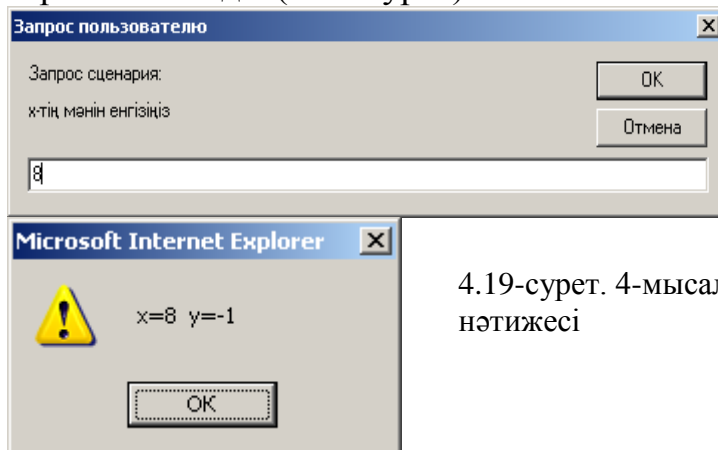 Запрос пользователю
Запрос сценария:
х-тің мәнін енгізіңіз
OK
Отмена
8
Microsoft Internet Explorer
x=8 y=-1
OK
4.19-сурет. 4-мысал
нәтижесі